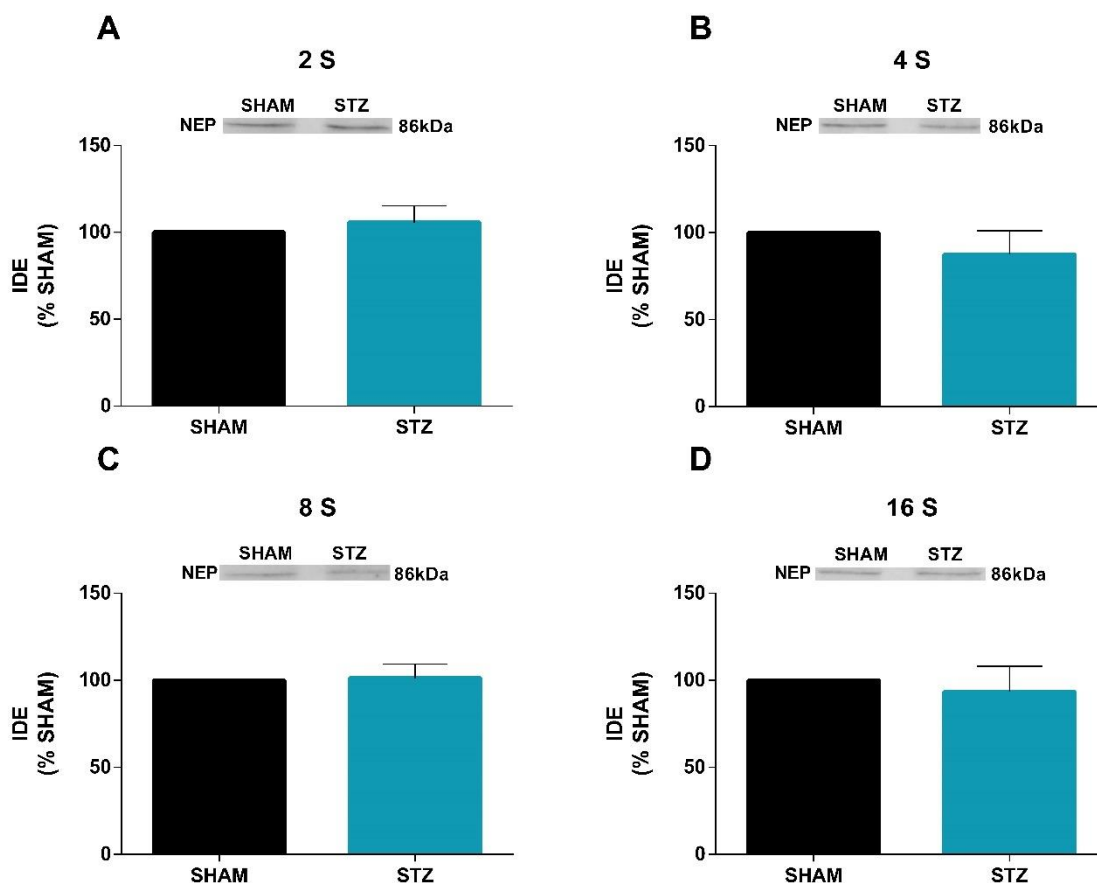 A
2 S
SHAM STZ
NEP 86kDa
150
100
50
0
IDE
(% SHAM)
SHAM STZ
B
4 S
SHAM STZ
NEP 86kDa
150
100
50
0
IDE
(% SHAM)
SHAM STZ
C
8 S
SHAM STZ
NEP 86kDa
150
100
50
0
IDE
(% SHAM)
SHAM STZ
D
16 S
SHAM STZ
NEP 86kDa
150
100
50
0
IDE
(% SHAM)
SHAM STZ